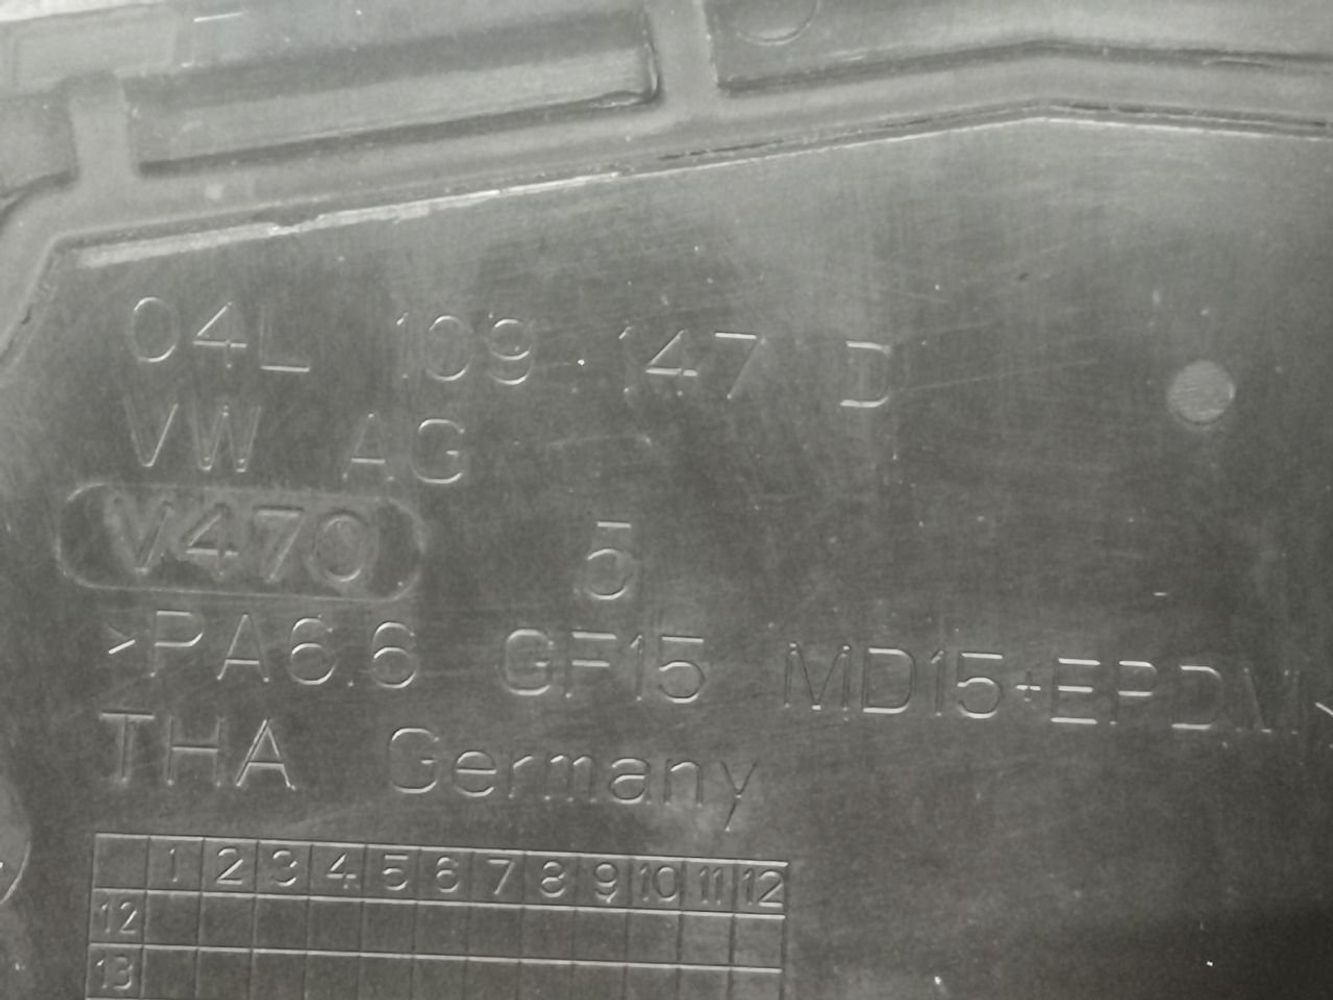 04L 109 147 D
VW AG
V470 5
>PA6.6 GF15 MD15+EPDM<
THA Germany
1 2 3 4 5 6 7 8 9 10 11 12
12
13